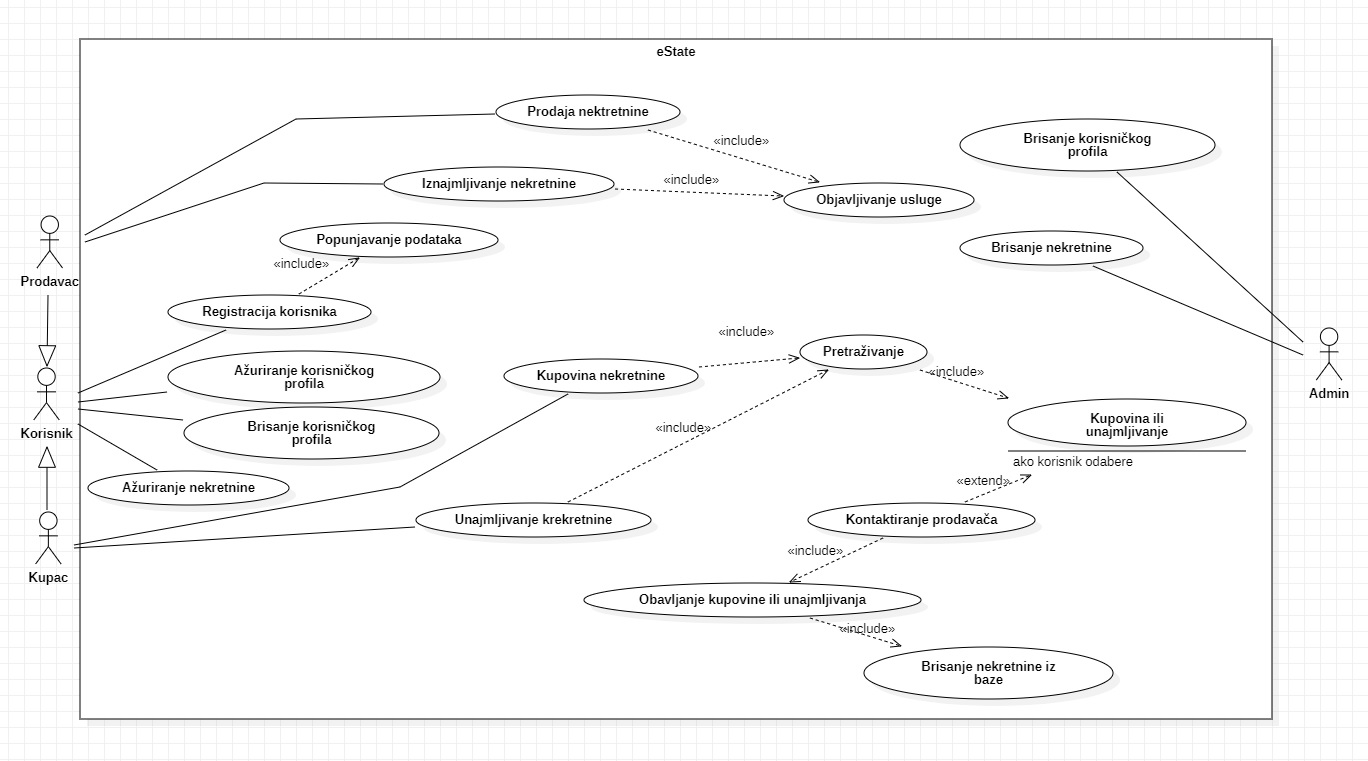 eState
Prodaja nektretnine
«include»
Brisanje korisničkog
profila
Iznajmljivanje nekretnine
«include»
Objavljivanje usluge
Popunjavanje podataka
Brisanje nekretnine
«include»
Prodavac
Registracija korisnika
«include»
Pretraživanje
Ažuriranje korisničkog
profila
Kupovina nekretnine
«include»
Admin
Brisanje korisničkog
profila
«include»
Kupovina ili
unajmljivanje
Korisnik
ako korisnik odabere
«extend»
Ažuriranje nekretnine
Unajmljivanje krekretnine
Kontaktiranje prodavača
«include»
Kupac
Obavljanje kupovine ili unajmljivanja
«include»
Brisanje nekretnine iz
baze